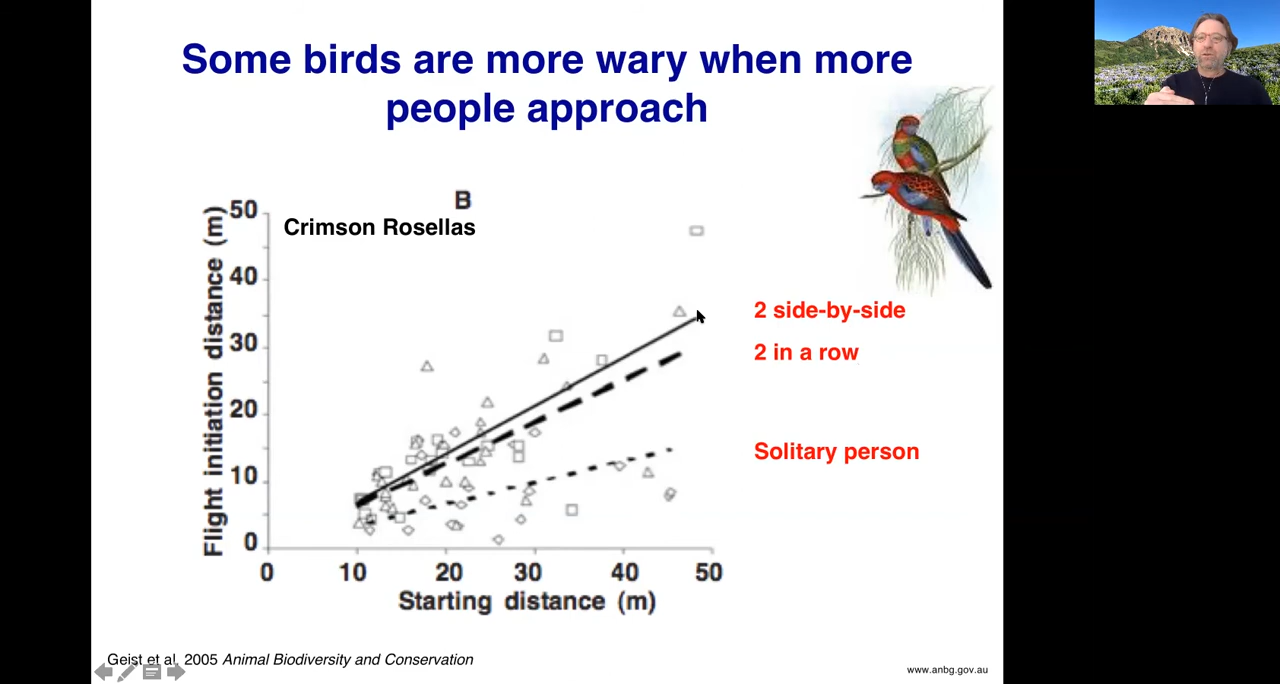 Some birds are more wary when more
people approach
B
Crimson Rosellas
Flight initiation distance (m)
50
40
30
20
10
0
0 10 20 30 40 50
Starting distance (m)
2 side-by-side
2 in a row
Solitary person
Geist et al. 2005 Animal Biodiversity and Conservation
www.anbg.gov.au